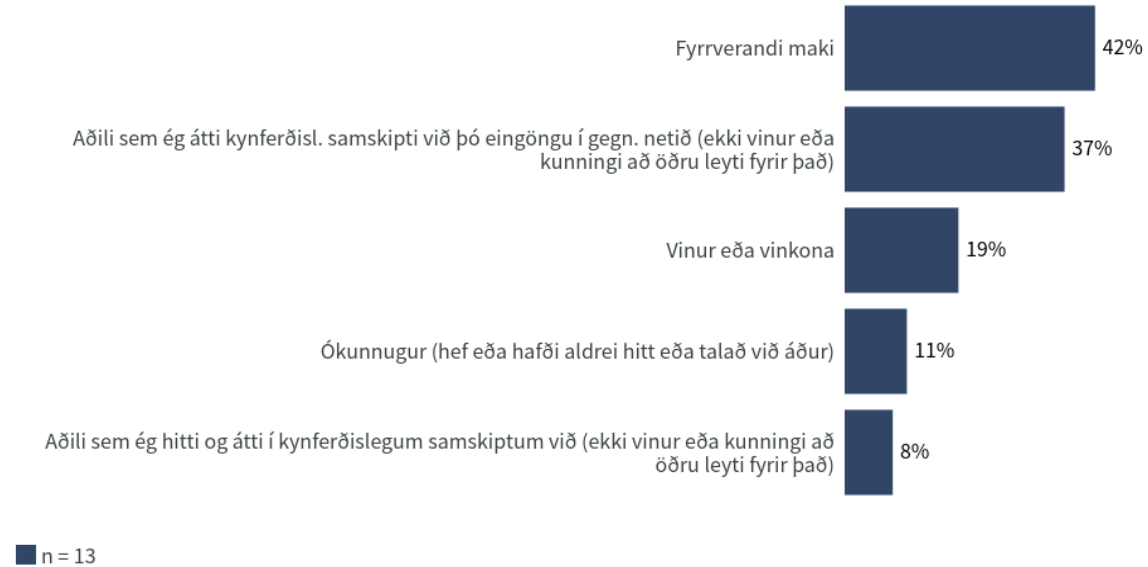 Fyrrverandi maki
42%
Aðili sem ég átti kynferðisl. samskipti við þó eingöngu í gegn. netið (ekki vinur eða
kunningi að öðru leyti fyrir það)
37%
Vinur eða vinkona
19%
Ókunnugur (hef eða hafði aldrei hitt eða talað við áður)
11%
Aðili sem ég hitti og átti í kynferðislegum samskiptum við (ekki vinur eða kunningi að
öðru leyti fyrir það)
8%
n = 13